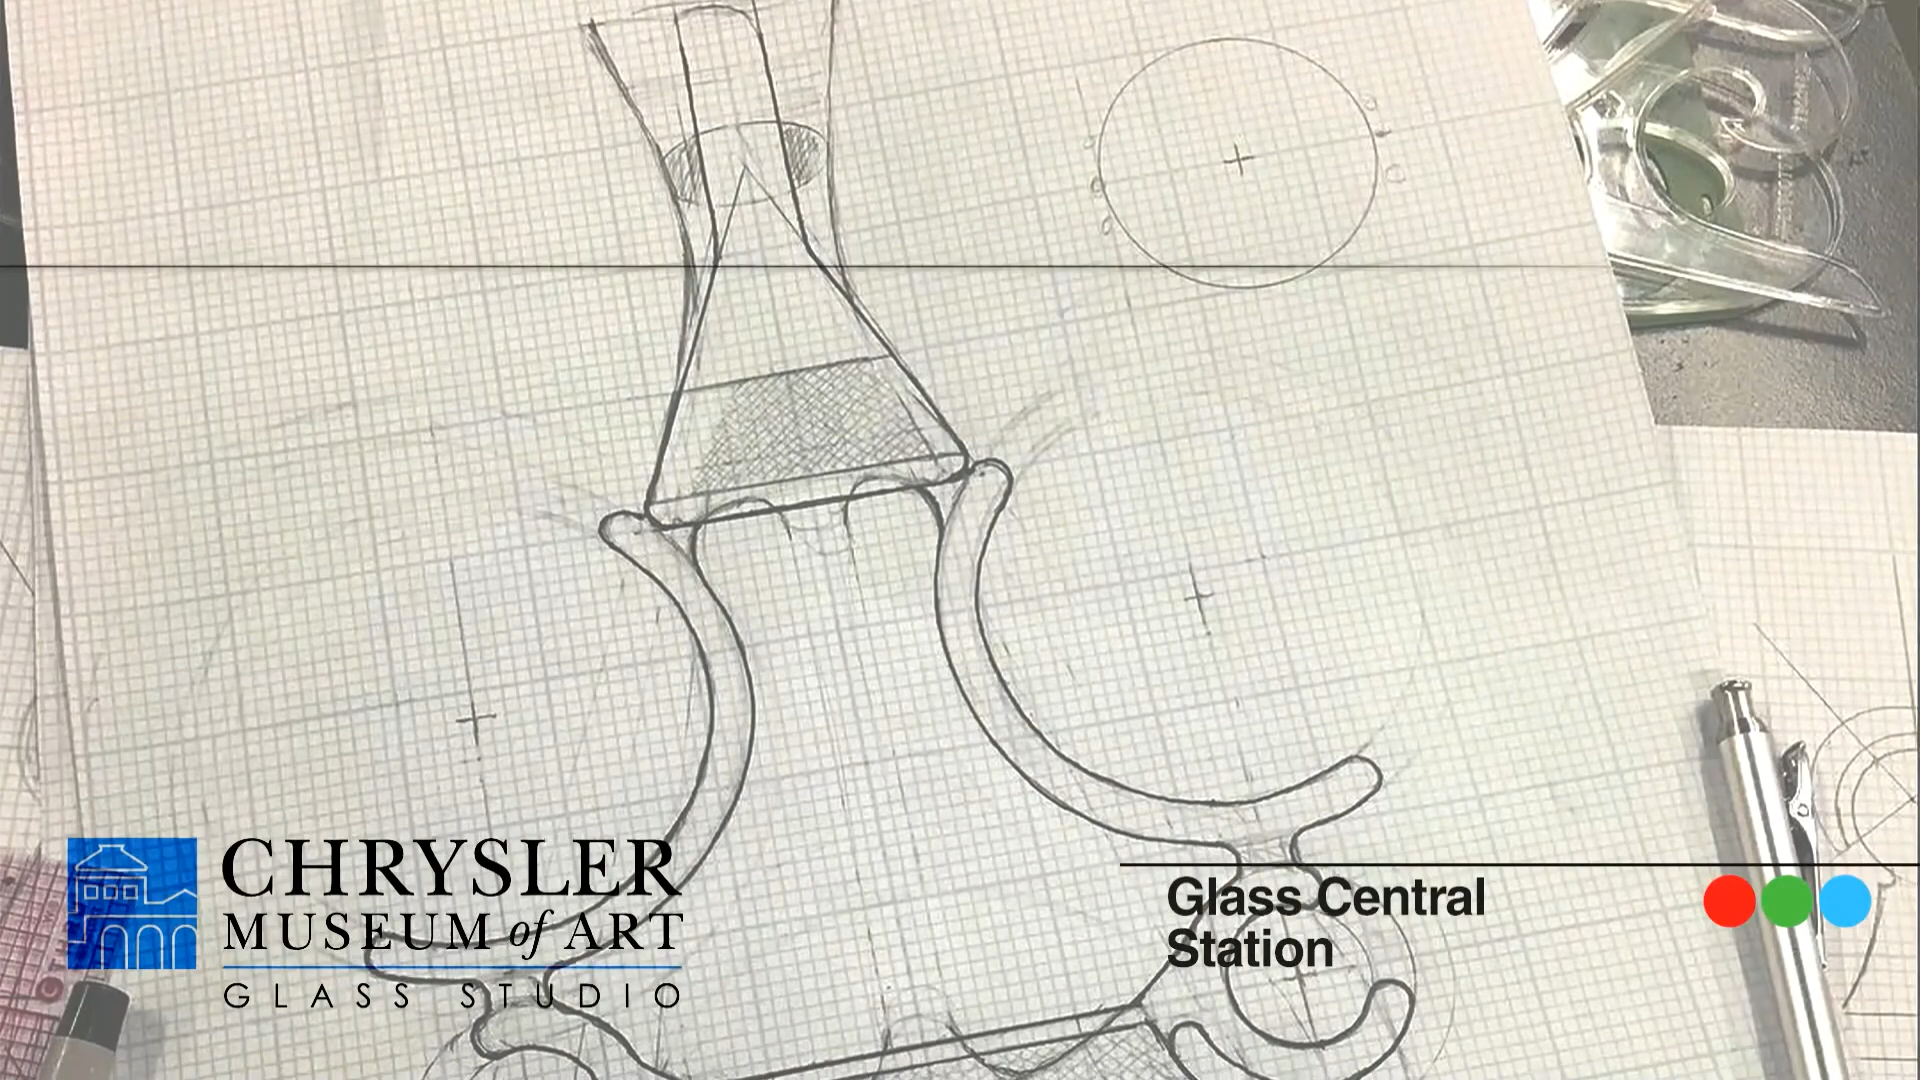 CHRYSLER
MUSEUM of ART
GLASS STUDIO
Glass Central
Station